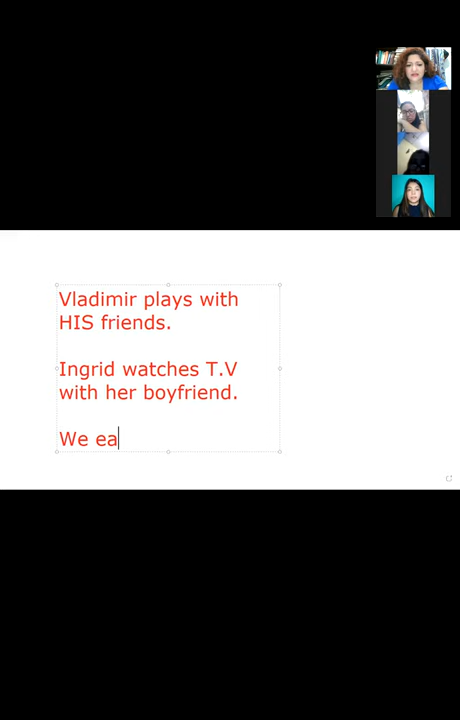 Vladimir plays with
HIS friends.
Ingrid watches T.V
with her boyfriend.
We ea